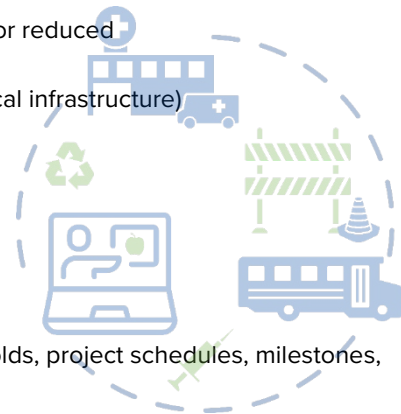 or reduced
cal infrastructure)
olds, project schedules, milestones,